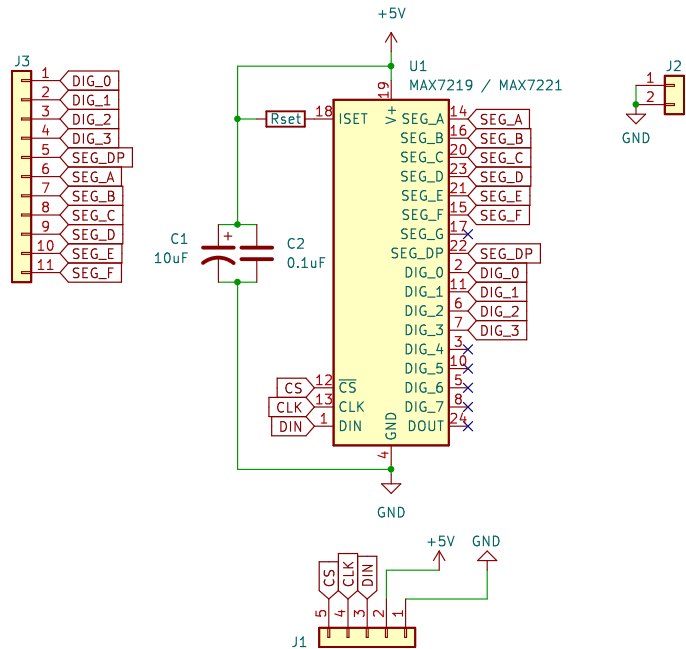 +5V
J3
1 DIG_0
2 DIG_1
3 DIG_2
4 DIG_3
5 SEG_DP
6 SEG_A
7 SEG_B
8 SEG_C
9 SEG_D
10 SEG_E
11 SEG_F
U1
MAX7219 / MAX7221
19
V+
Rset
18 ISET
C1
10uF
+
C2
0.1uF
CS 12 CS
CLK 13 CLK
DIN 1 DIN
SEG_A 14 SEG_A
SEG_B 16 SEG_B
SEG_C 20 SEG_C
SEG_D 23 SEG_D
SEG_E 21 SEG_E
SEG_F 15 SEG_F
SEG_G 17
SEG_DP 22 SEG_DP
DIG_0 2 DIG_0
DIG_1 11 DIG_1
DIG_2 6 DIG_2
DIG_3 7 DIG_3
DIG_4 3
DIG_5 10
DIG_6 5
DIG_7 8
DOUT 24
GND
4
GND
J2
1
2
GND
+5V
GND
CS
CLK
DIN
5
4
3
2
1
J1